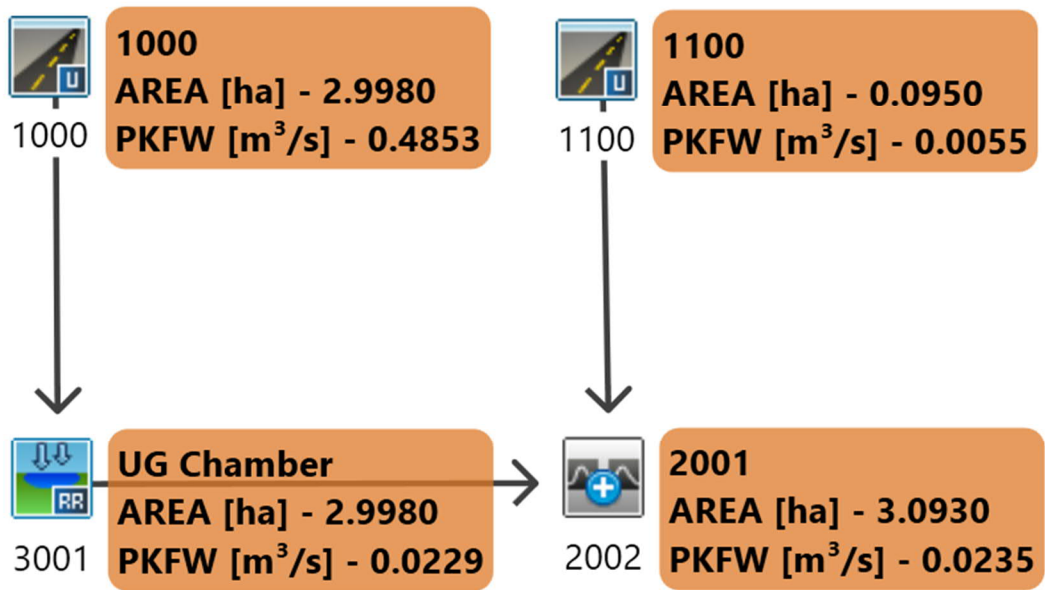 1000
AREA [ha] - 2.9980
PKFW [m³/s] - 0.4853
U
1000
1100
AREA [ha] - 0.0950
PKFW [m³/s] - 0.0055
U
1100
UG Chamber
AREA [ha] - 2.9980
PKFW [m³/s] - 0.0229
RR
3001
2001
AREA [ha] - 3.0930
PKFW [m³/s] - 0.0235
2002